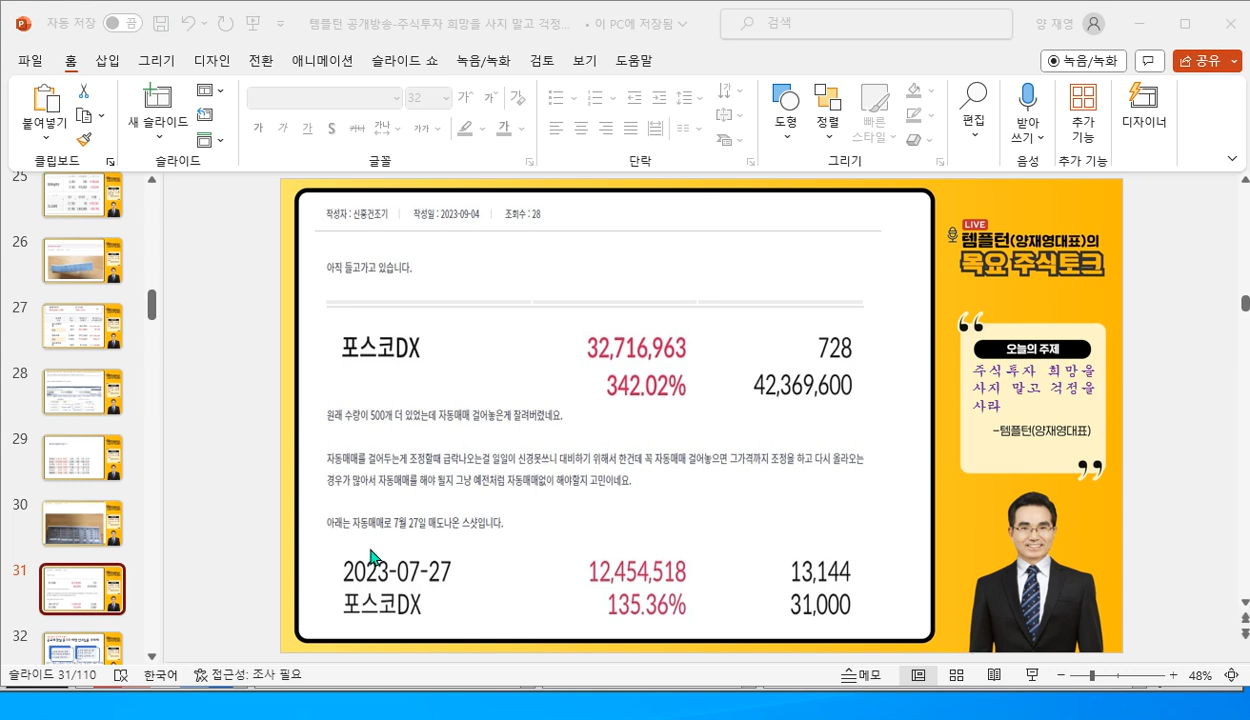 자동 저장 끔
템플턴 공개방송-주식투자 희망을 사지 말고 걱정... • 이 PC에 저장됨
검색
양 재영
파일 홈 삽입 그리기 디자인 전환 애니메이션 슬라이드 쇼 녹음/녹화 검토 보기 도움말
녹음/녹화
공유
붙여넣기
클립보드
새 슬라이드
슬라이드
32
가 가 가 S 가나 가가 가
글꼴
단락
도형
정렬
빠른 스타일
그리기
편집
받아쓰기
음성
추가 기능
추가 기능
디자이너
25
26
27
28
29
30
31
32
작성자 : 신흥건조기 | 작성일 : 2023-09-04 | 조회수 : 28
아직 들고가고 있습니다.
포스코DX 32,716,963 728
342.02% 42,369,600
원래 수량이 500개 더 있었는데 자동매매 걸어놓은게 잘려버렸네요.
자동매매를 걸어두는게 조정할때 급락나오는걸 일일이 신경못쓰니 대비하기 위해서 한건데 꼭 자동매매 걸어놓으면 그가격까지 조정을 하고 다시 올라오는
경우가 많아서 자동매매를 해야 될지 그냥 예전처럼 자동매매없이 해야할지 고민이네요.
아래는 자동매매로 7월 27일 매도나온 스샷입니다.
2023-07-27 12,454,518 13,144
포스코DX 135.36% 31,000
LIVE
템플턴(양재영대표)의
목요 주식토크
오늘의 주제
주식투자 희망을
사지 말고 걱정을
사라
-템플턴(양재영대표)
슬라이드 31/110 한국어 접근성: 조사 필요
메모
48%